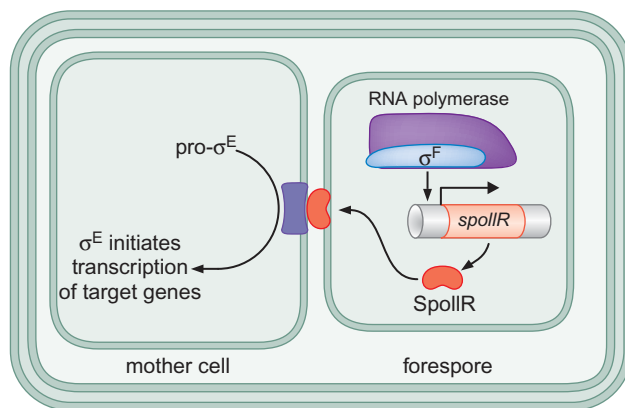 RNA polymerase
σF
pro-σE
spoIIR
σE initiates
transcription
of target genes
SpoIIR
mother cell
forespore